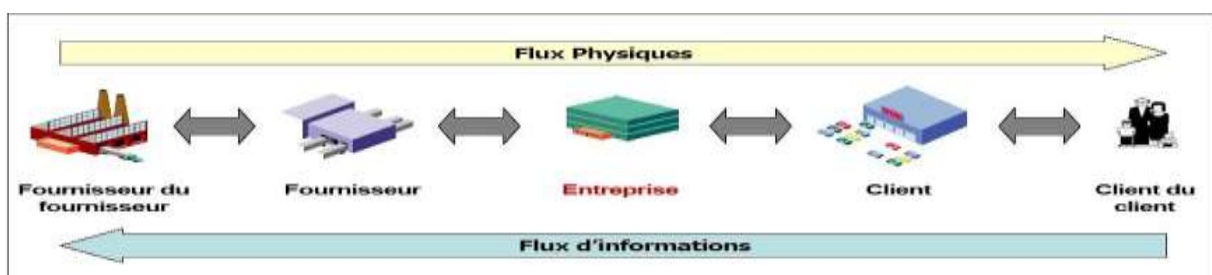 Flux Physiques
Fournisseur du
fournisseur
Fournisseur
Entreprise
Client
Client du
client
Flux d'informations